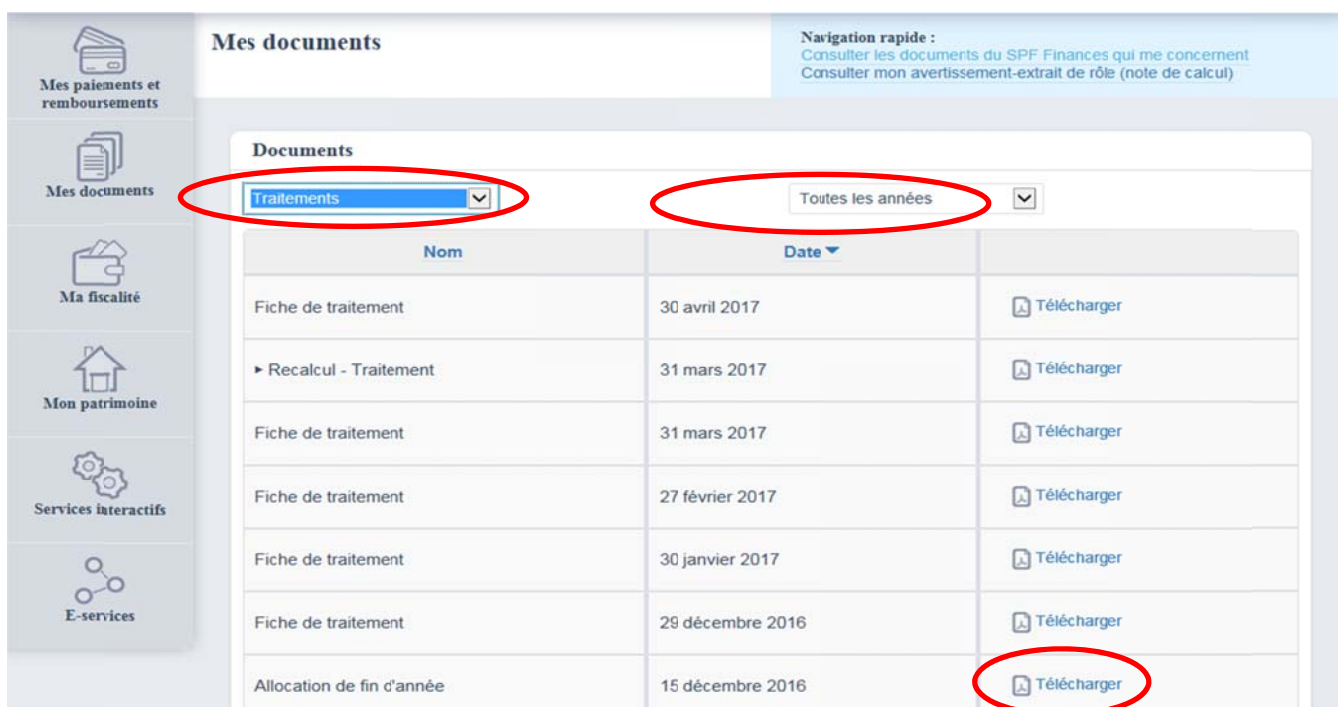 Mes documents
Navigation rapide :
Consulter les documents du SPF Finances qui me concernent
Consulter mon avertissement-extrait de rôle (note de calcul)
Mes paiements et
remboursements
Mes documents
Ma fiscalité
Mon patrimoine
Services interactifs
E-services
Documents
Traitements
Toutes les années
Nom Date
Fiche de traitement 30 avril 2017 Télécharger
Recalcul - Traitement 31 mars 2017 Télécharger
Fiche de traitement 31 mars 2017 Télécharger
Fiche de traitement 27 février 2017 Télécharger
Fiche de traitement 30 janvier 2017 Télécharger
Fiche de traitement 29 décembre 2016 Télécharger
Allocation de fin d'année 15 décembre 2016 Télécharger